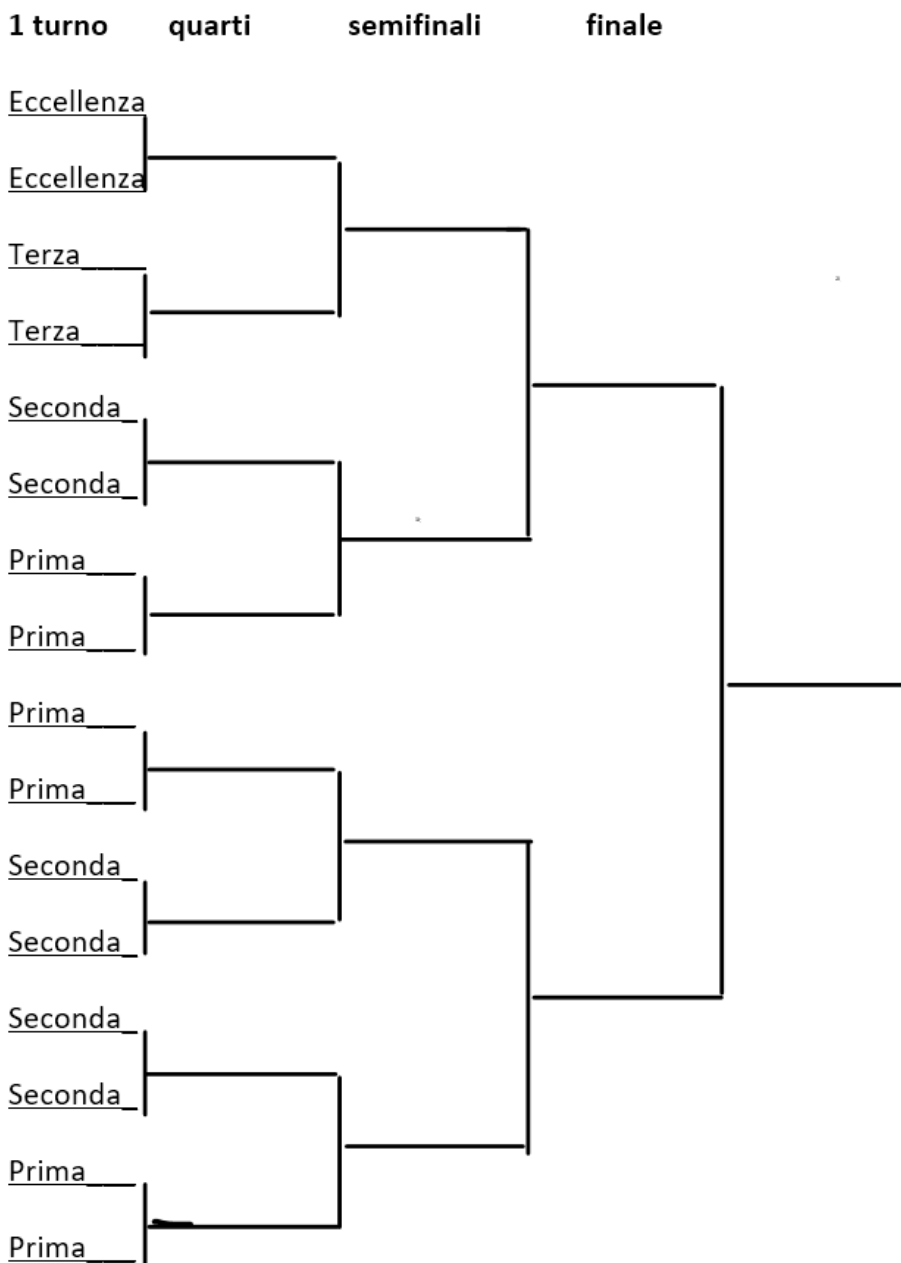 1 turno quarti semifinali finale
Eccellenza
Eccellenza
Terza____
Terza____
Seconda_
Seconda_
Prima___
Prima___
Prima___
Prima___
Seconda_
Seconda_
Seconda_
Seconda_
Prima___
Prima___